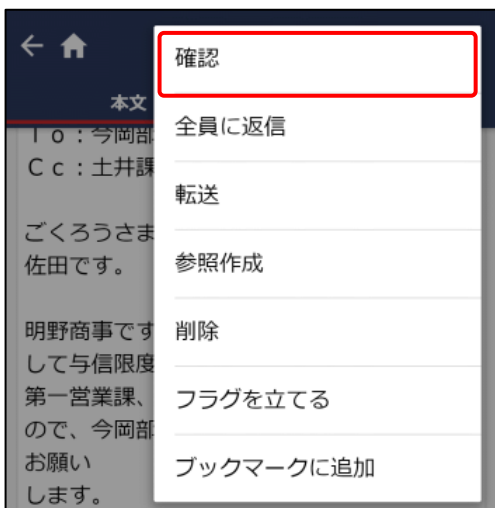 確認
本文
全員に返信
To：今岡部
Cc：土井課
転送
ごくろうさま
佐田です。
参照作成
明野商事です
して与信限度
第一営業課、
ので、今岡部
お願い
します。
削除
フラグを立てる
ブックマークに追加